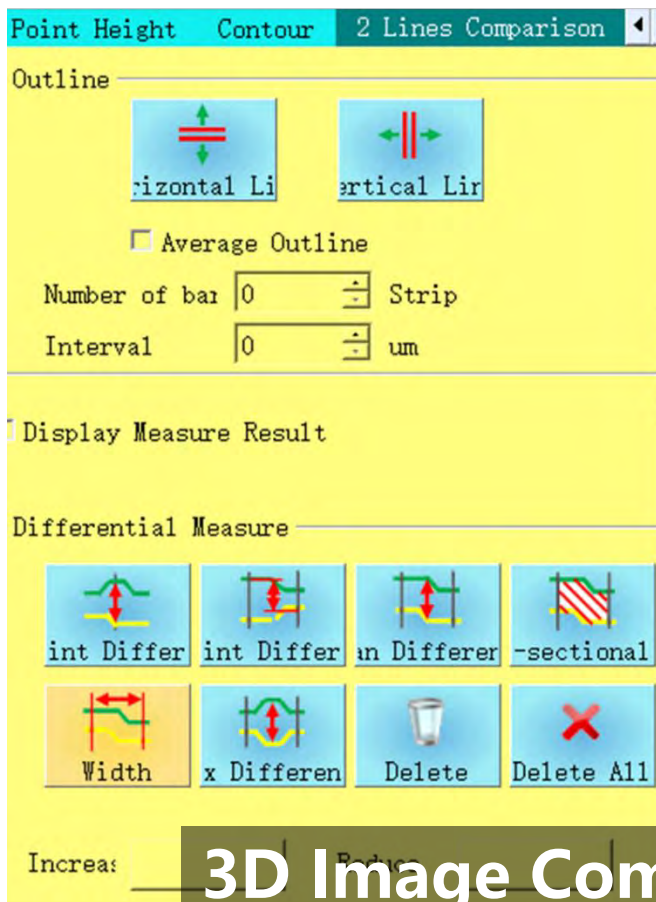 Point Height Contour 2 Lines Comparison
Outline
rizontal Li ertical Lin
Average Outline
Number of bar 0 Strip
Interval 0 um
Display Measure Result
Differential Measure
int Differ int Differ an Differer -sectional
Width x Differen Delete Delete All
Increas Reduce
3D Image Com